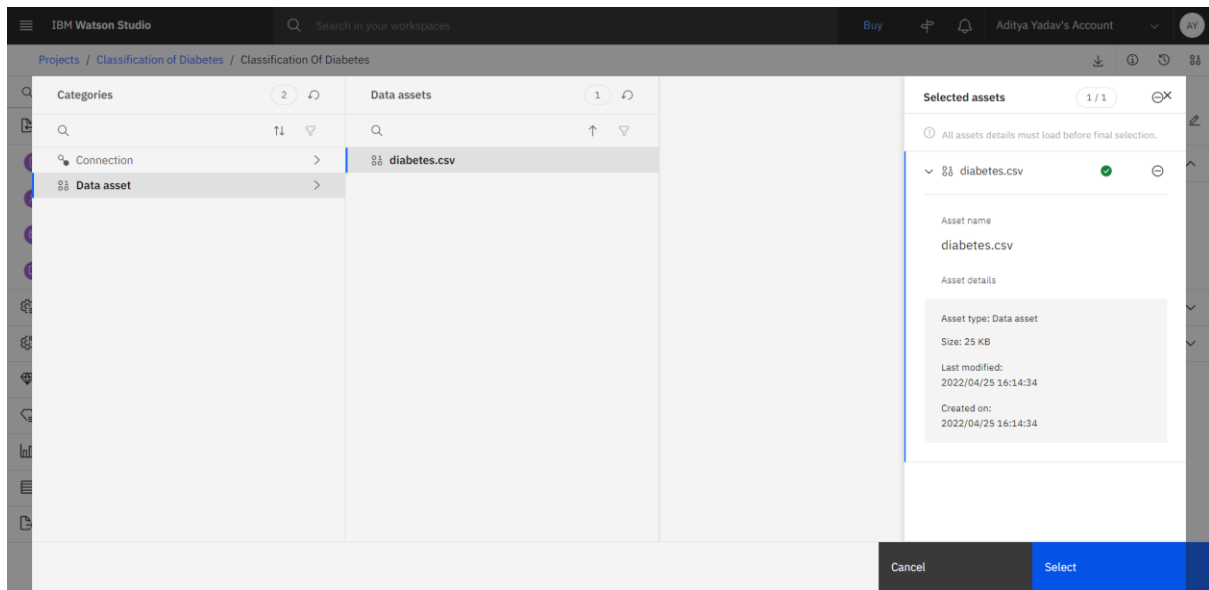 IBM Watson Studio
Search in your workspaces
Buy
Aditya Yadav's Account
AY
Projects / Classification of Diabetes / Classification Of Diabetes
Categories
2
Connection
Data asset
Data assets
1
diabetes.csv
Selected assets
1/1
All assets details must load before final selection.
diabetes.csv
Asset name
diabetes.csv
Asset details
Asset type: Data asset
Size: 25 KB
Last modified:
2022/04/25 16:14:34
Created on:
2022/04/25 16:14:34
Cancel
Select